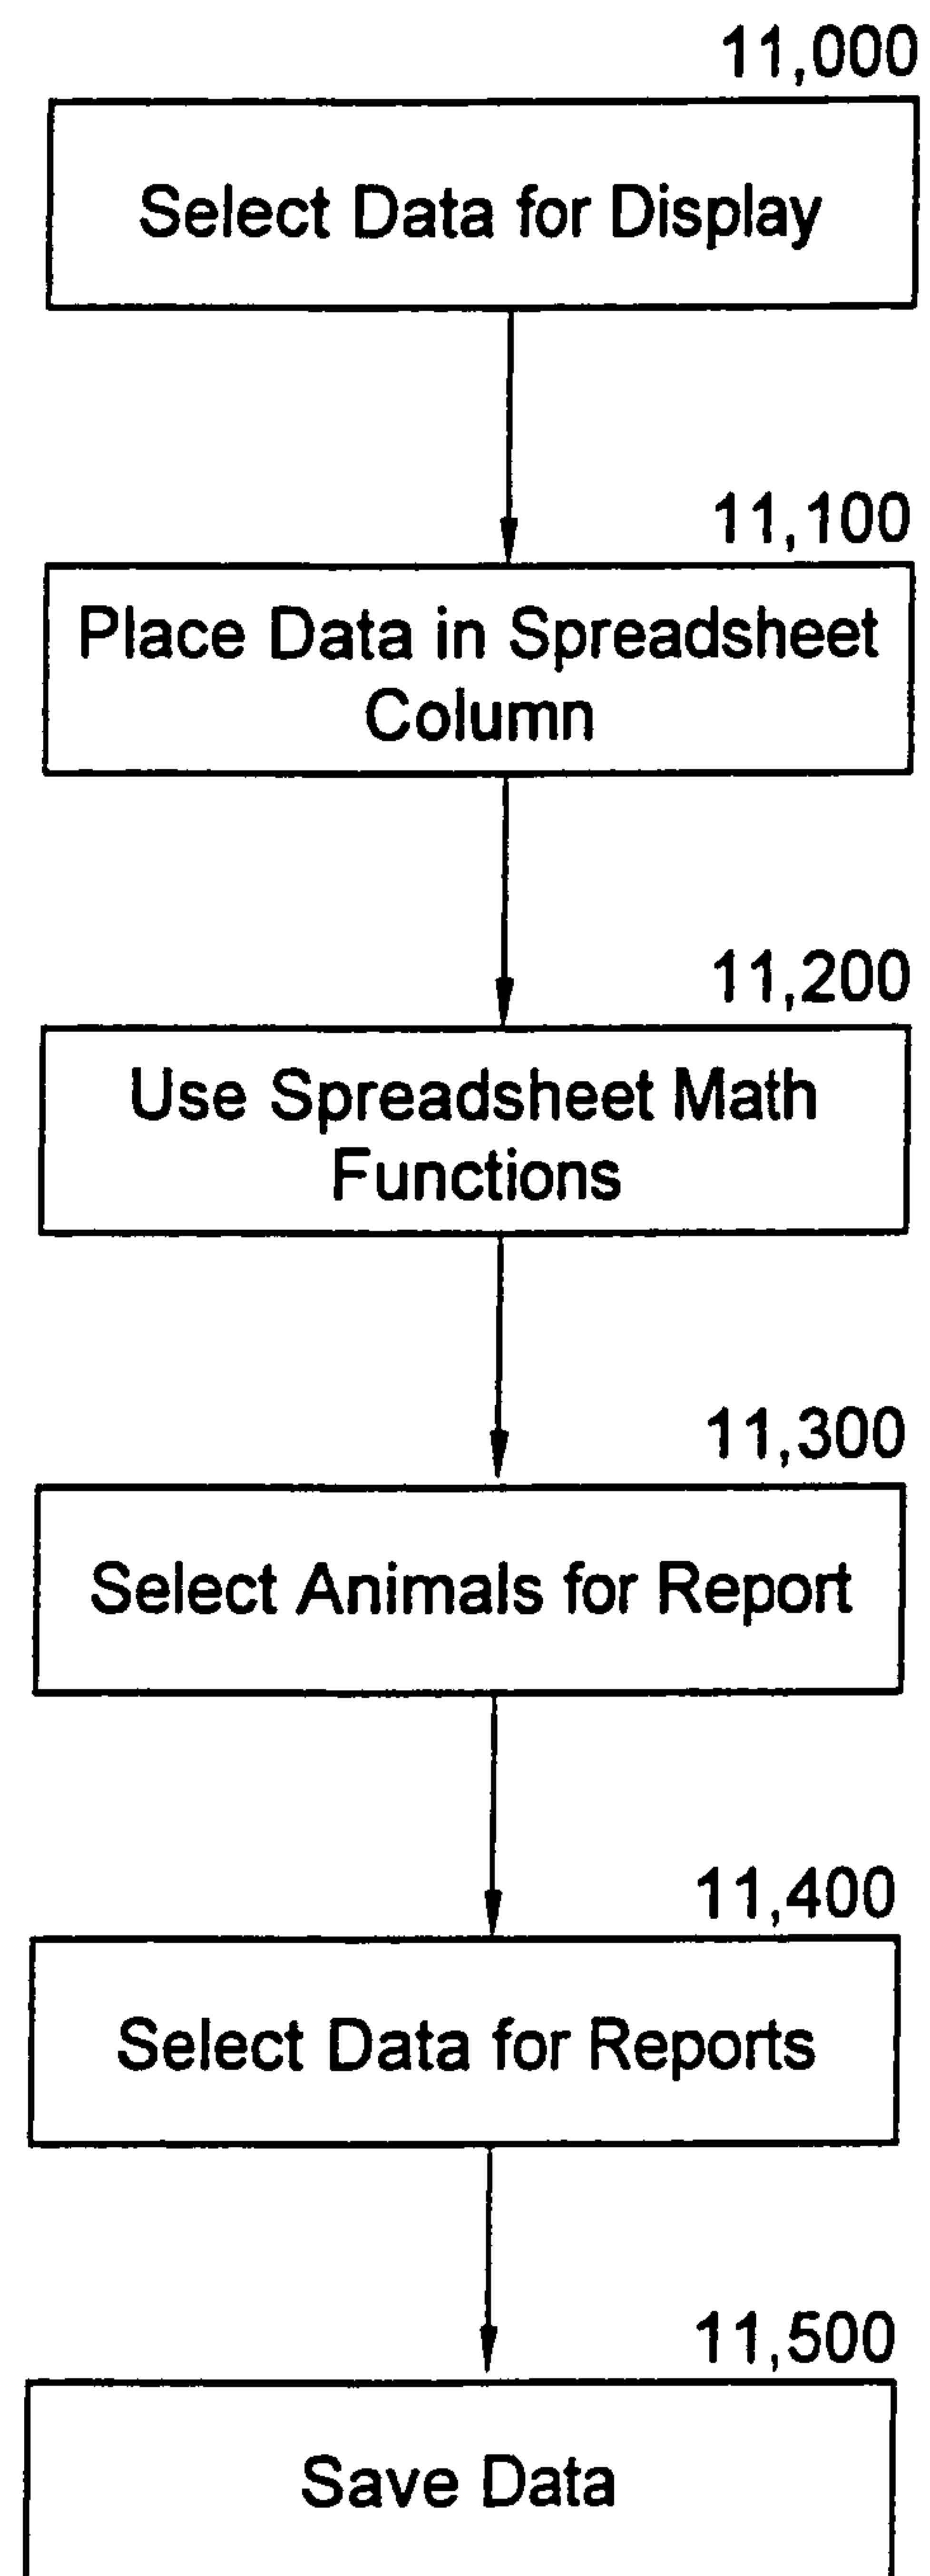 11,000
Select Data for Display
11,100
Place Data in Spreadsheet
Column
11,200
Use Spreadsheet Math
Functions
11,300
Select Animals for Report
11,400
Select Data for Reports
11,500
Save Data